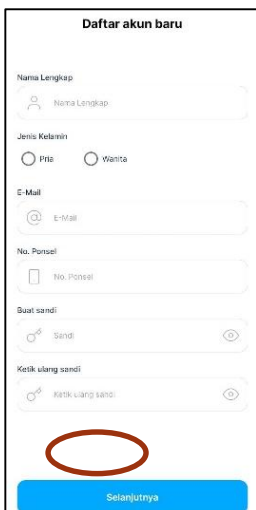 Daftar akun baru
Nama Lengkap
Nama Lengkap
Jenis Kelamin
Pria Wanita
E-Mail
E-Mail
No. Ponsel
No. Ponsel
Buat sandi
Sandi
Ketik ulang sandi
Ketik ulang sandi
Selanjutnya